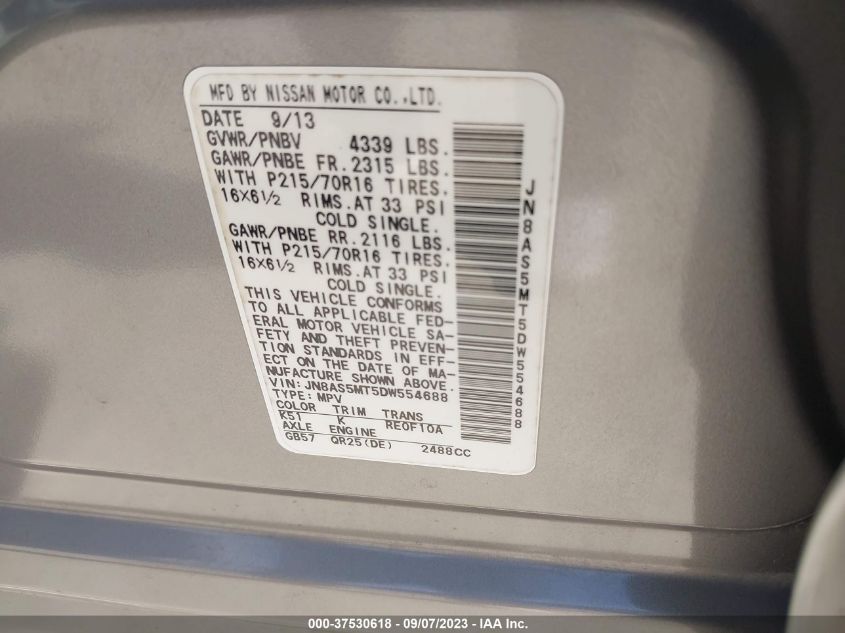 MFD BY NISSAN MOTOR CO.,LTD.
DATE 9/13
GVWR/PNBV 4339 LBS.
GAWR/PNBE FR. 2315 LBS.
WITH P215/70R16 TIRES.
16X6½ RIMS. AT 33 PSI
COLD SINGLE.
GAWR/PNBE RR. 2116 LBS.
WITH P215/70R16 TIRES.
16X6½ RIMS. AT 33 PSI
COLD SINGLE.
THIS VEHICLE CONFORMS
TO ALL APPLICABLE FED-
ERAL MOTOR VEHICLE SA-
FETY AND THEFT PREVEN-
TION STANDARDS IN EFF-
ECT ON THE DATE OF MA-
NUFACTURE SHOWN ABOVE.
VIN: JN8AS5MT5DW554688
TYPE: MPV
COLOR TRIM TRANS
K51 K RE0F10A
AXLE ENGINE
GB57 QR25(DE) 2488CC
JN8AS5MT5DW554688
000-37530618 - 09/07/2023 - © IAA Inc.